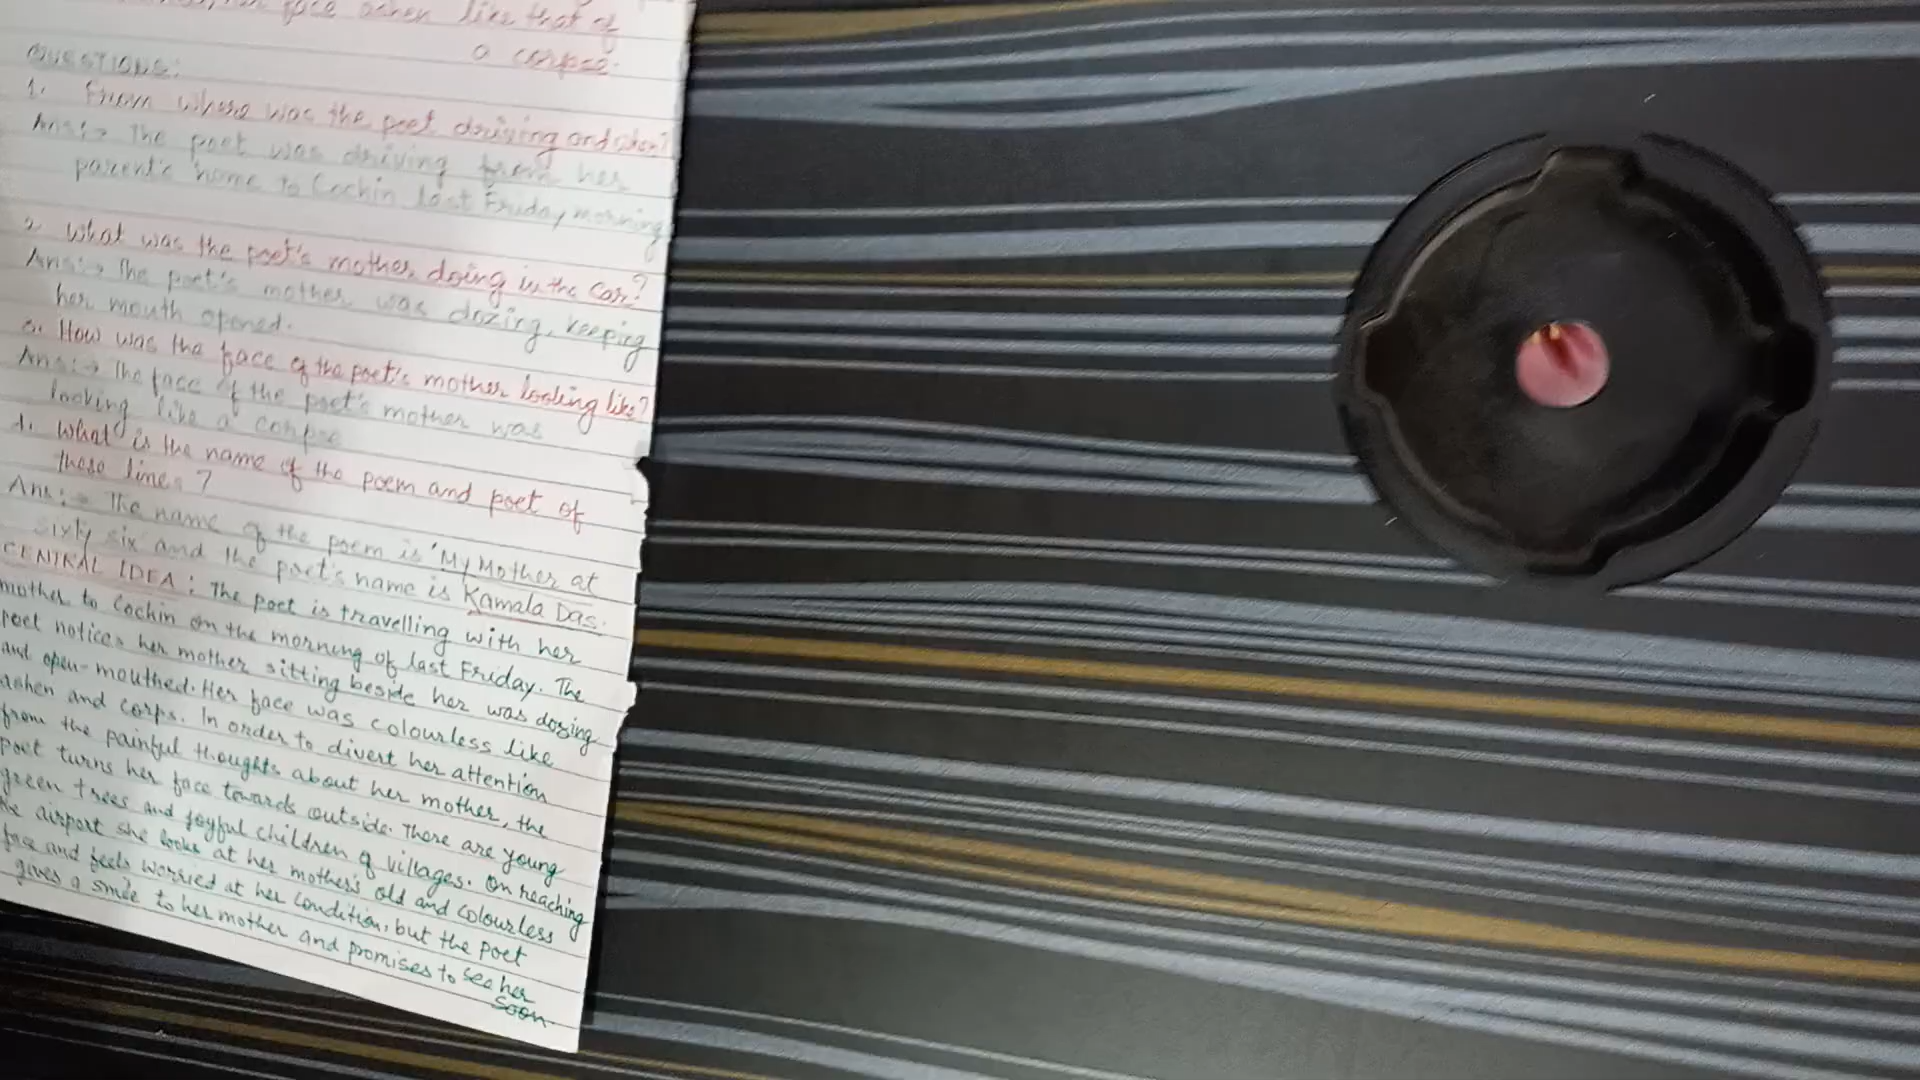 face ashen like that of
a corpse.
QUESTIONS:
1. From where was the poet driving and when?
Ans:→ The poet was driving from her
parent's home to Cochin last Friday morning
2. What was the poet's mother doing in the car?
Ans:→ The poet's mother was dozing, keeping
her mouth opened.
3. How was the face of the poet's mother looking like?
Ans:→ The face of the poet's mother was
looking like a corpse
4. What is the name of the poem and poet of
these lines?
Ans:→ The name of the poem is 'My Mother at
sixty six' and the poet's name is Kamala Das.
CENTRAL IDEA: The poet is travelling with her
mother to Cochin on the morning of last Friday. The
poet notices her mother sitting beside her was dozing
and open-mouthed. Her face was colourless like
ashen and corps. In order to divert her attention
from the painful thoughts about her mother, the
poet turns her face towards outside. There are young
green trees and joyful children of villages. On reaching
the airport she looks at her mother's old and colourless
face and feels worried at her condition, but the poet
gives a smile to her mother and promises to see her
soon